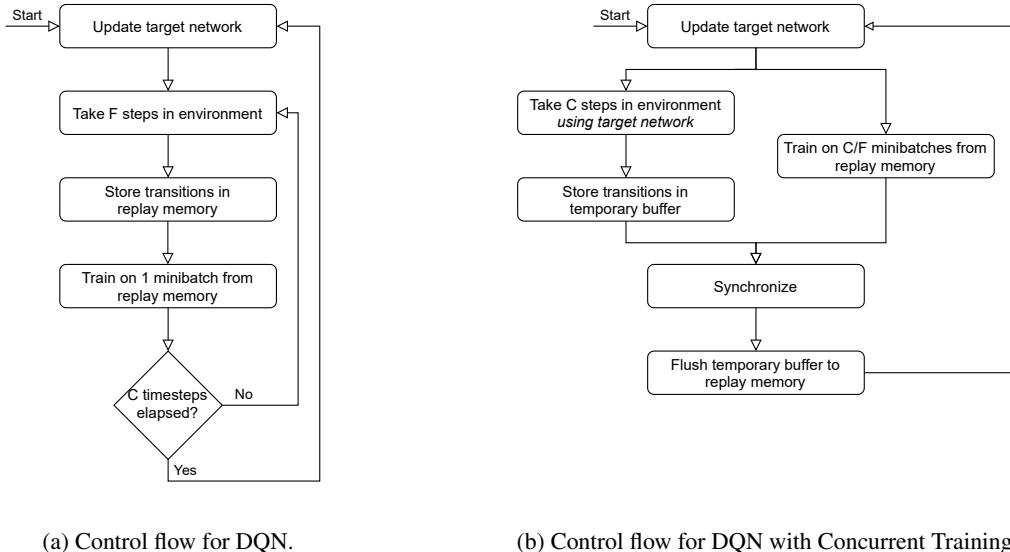 Start
Update target network
Take F steps in environment
Store transitions in
replay memory
Train on 1 minibatch from
replay memory
C timesteps
elapsed?
No
Yes
(a) Control flow for DQN.
Start
Update target network
Take C steps in environment
using target network
Store transitions in
temporary buffer
Train on C/F minibatches from
replay memory
Synchronize
Flush temporary buffer to
replay memory
(b) Control flow for DQN with Concurrent Training